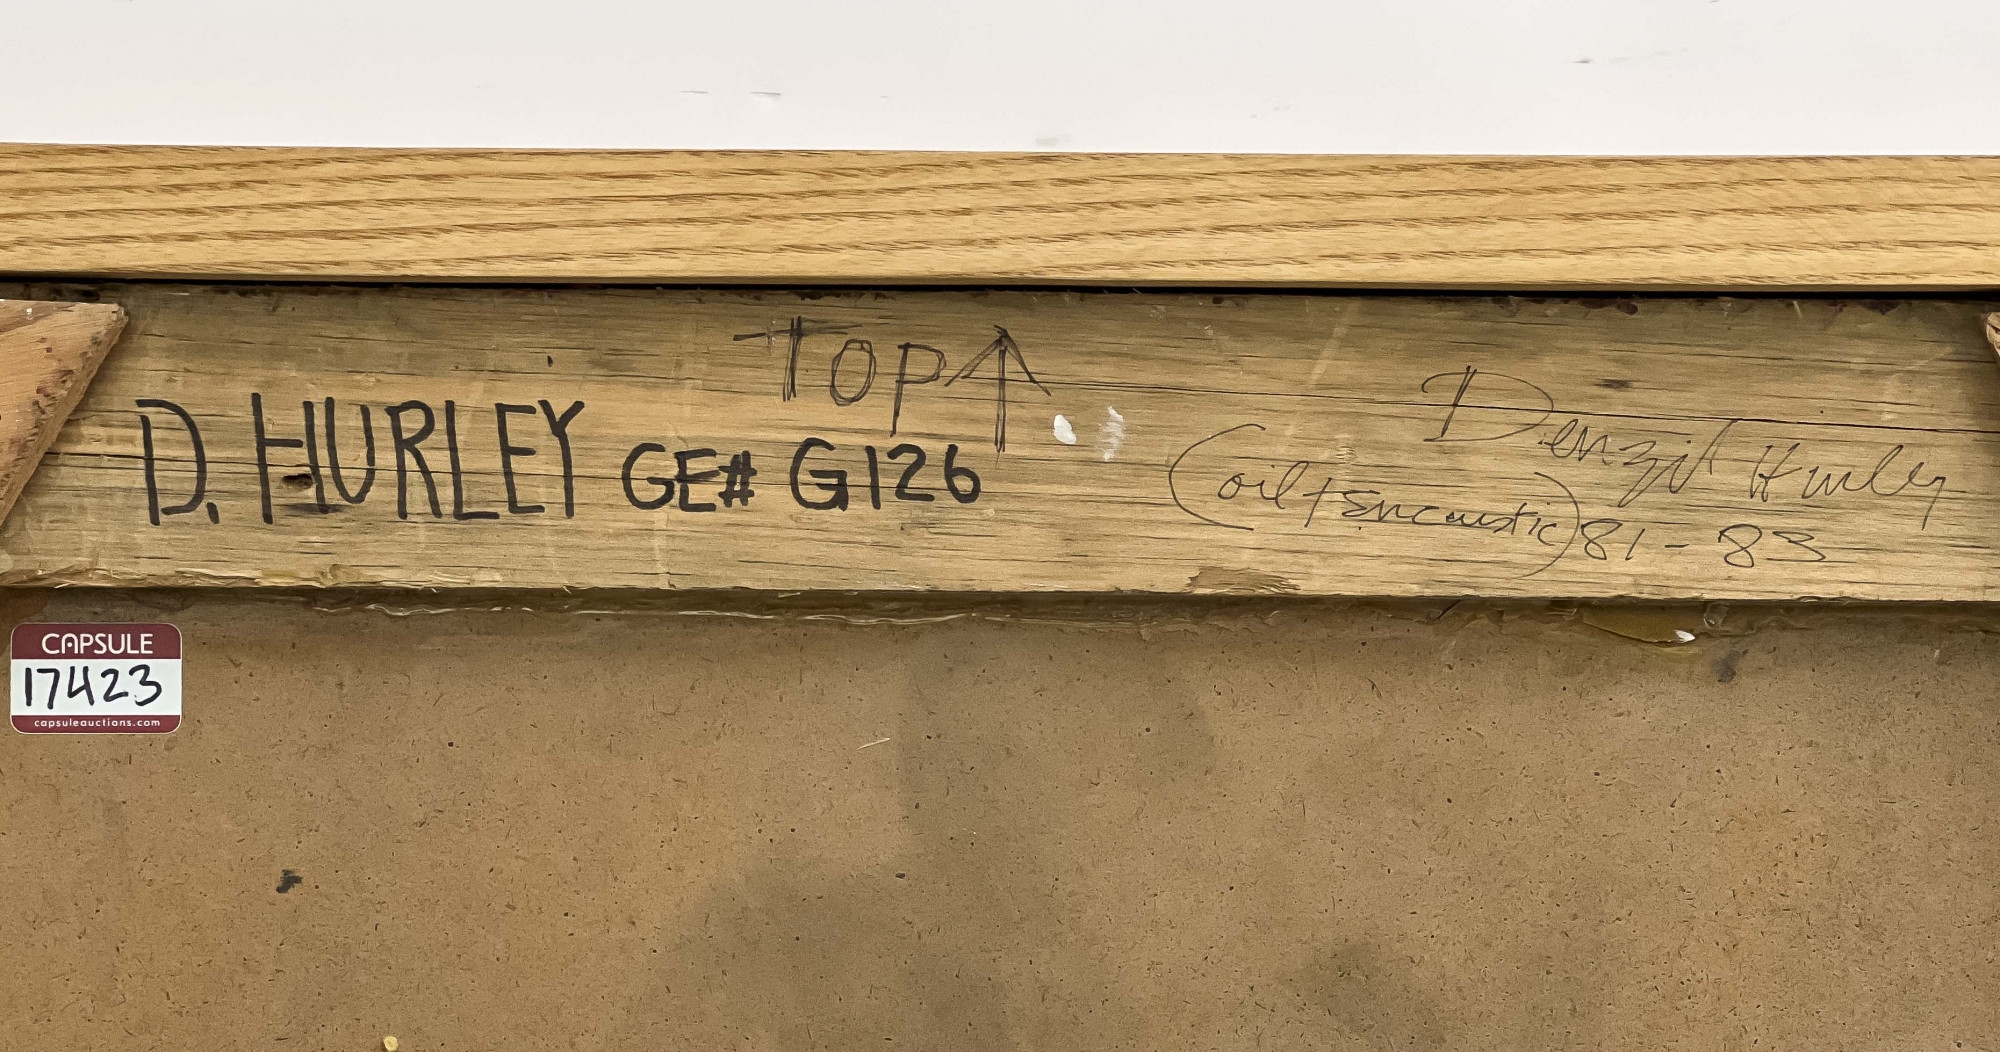 TOP↑
D. HURLEY GE# G126
Denzil Hurley
(oil + Encaustic) 81-83
CAPSULE
17423
capsuleauctions.com